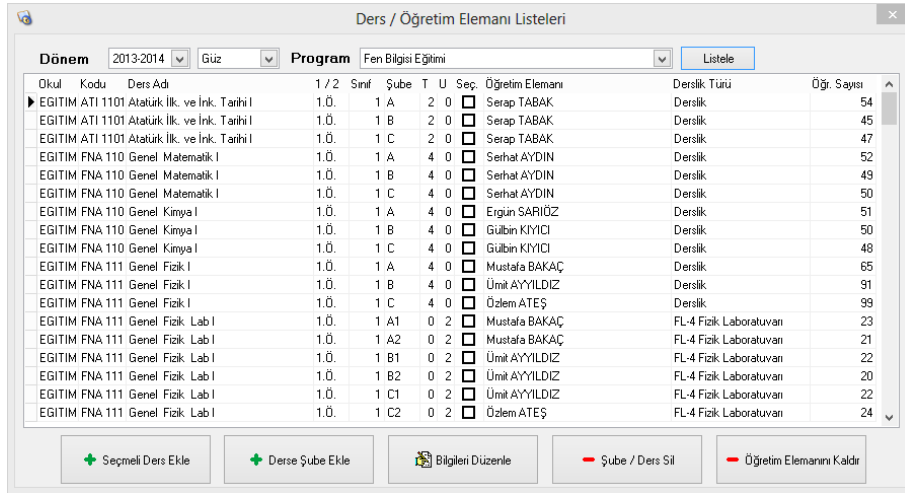 Ders / Öğretim Elemanı Listeleri
Dönem 2013-2014 Güz Program Fen Bilgisi Eğitimi Listele
Okul Kodu Ders Adı 1 / 2 Sınıf Şube T U Seç. Öğretim Elemanı Derslik Türü Öğr. Sayısı
EGITIM ATI 1101 Atatürk İlk. ve İnk. Tarihi I 1.Ö. 1 A 2 0 Serap TABAK Derslik 54
EGITIM ATI 1101 Atatürk İlk. ve İnk. Tarihi I 1.Ö. 1 B 2 0 Serap TABAK Derslik 45
EGITIM ATI 1101 Atatürk İlk. ve İnk. Tarihi I 1.Ö. 1 C 2 0 Serap TABAK Derslik 47
EGITIM FNA 110 Genel Matematik I 1.Ö. 1 A 4 0 Serhat AYDIN Derslik 52
EGITIM FNA 110 Genel Matematik I 1.Ö. 1 B 4 0 Serhat AYDIN Derslik 49
EGITIM FNA 110 Genel Matematik I 1.Ö. 1 C 4 0 Serhat AYDIN Derslik 50
EGITIM FNA 110 Genel Kimya I 1.Ö. 1 A 4 0 Ergün SARIÖZ Derslik 51
EGITIM FNA 110 Genel Kimya I 1.Ö. 1 B 4 0 Gülbin KIYICI Derslik 50
EGITIM FNA 110 Genel Kimya I 1.Ö. 1 C 4 0 Gülbin KIYICI Derslik 48
EGITIM FNA 111 Genel Fizik I 1.Ö. 1 A 4 0 Mustafa BAKAÇ Derslik 65
EGITIM FNA 111 Genel Fizik I 1.Ö. 1 B 4 0 Ümit AYYILDIZ Derslik 91
EGITIM FNA 111 Genel Fizik I 1.Ö. 1 C 4 0 Özlem ATEŞ Derslik 99
EGITIM FNA 111 Genel Fizik Lab I 1.Ö. 1 A1 0 2 Mustafa BAKAÇ FL-4 Fizik Laboratuvarı 23
EGITIM FNA 111 Genel Fizik Lab I 1.Ö. 1 A2 0 2 Mustafa BAKAÇ FL-4 Fizik Laboratuvarı 21
EGITIM FNA 111 Genel Fizik Lab I 1.Ö. 1 B1 0 2 Ümit AYYILDIZ FL-4 Fizik Laboratuvarı 22
EGITIM FNA 111 Genel Fizik Lab I 1.Ö. 1 B2 0 2 Ümit AYYILDIZ FL-4 Fizik Laboratuvarı 20
EGITIM FNA 111 Genel Fizik Lab I 1.Ö. 1 C1 0 2 Ümit AYYILDIZ FL-4 Fizik Laboratuvarı 22
EGITIM FNA 111 Genel Fizik Lab I 1.Ö. 1 C2 0 2 Özlem ATEŞ FL-4 Fizik Laboratuvarı 24
Seçmeli Ders Ekle Derse Şube Ekle Bilgileri Düzenle Şube / Ders Sil Öğretim Elemanını Kaldır